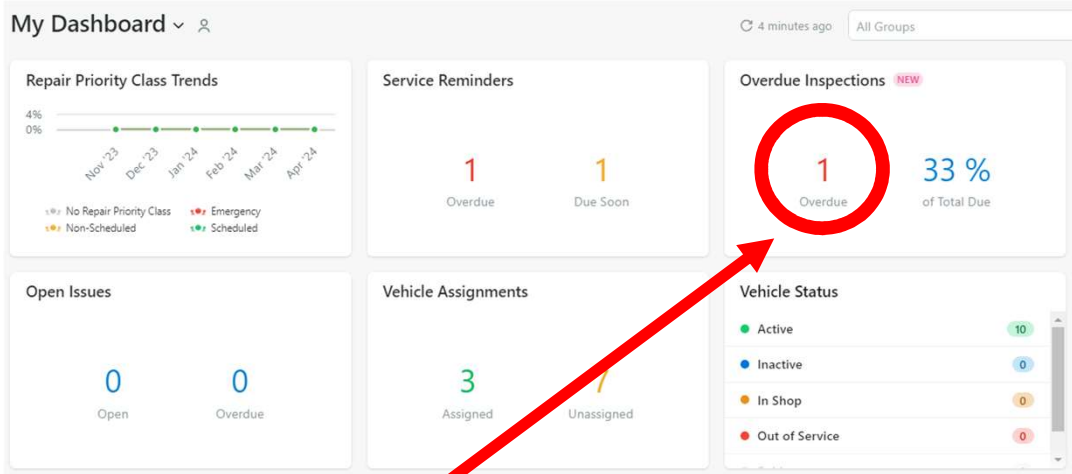 My Dashboard
4 minutes ago
All Groups
Repair Priority Class Trends
4%
0%
Nov '23
Dec '23
Jan '24
Feb '24
Mar '24
Apr '24
No Repair Priority Class
Emergency
Non-Scheduled
Scheduled
Service Reminders
1
Overdue
1
Due Soon
Overdue Inspections NEW
1
Overdue
33 %
of Total Due
Open Issues
0
Open
0
Overdue
Vehicle Assignments
3
Assigned
7
Unassigned
Vehicle Status
Active 10
Inactive 0
In Shop 0
Out of Service 0